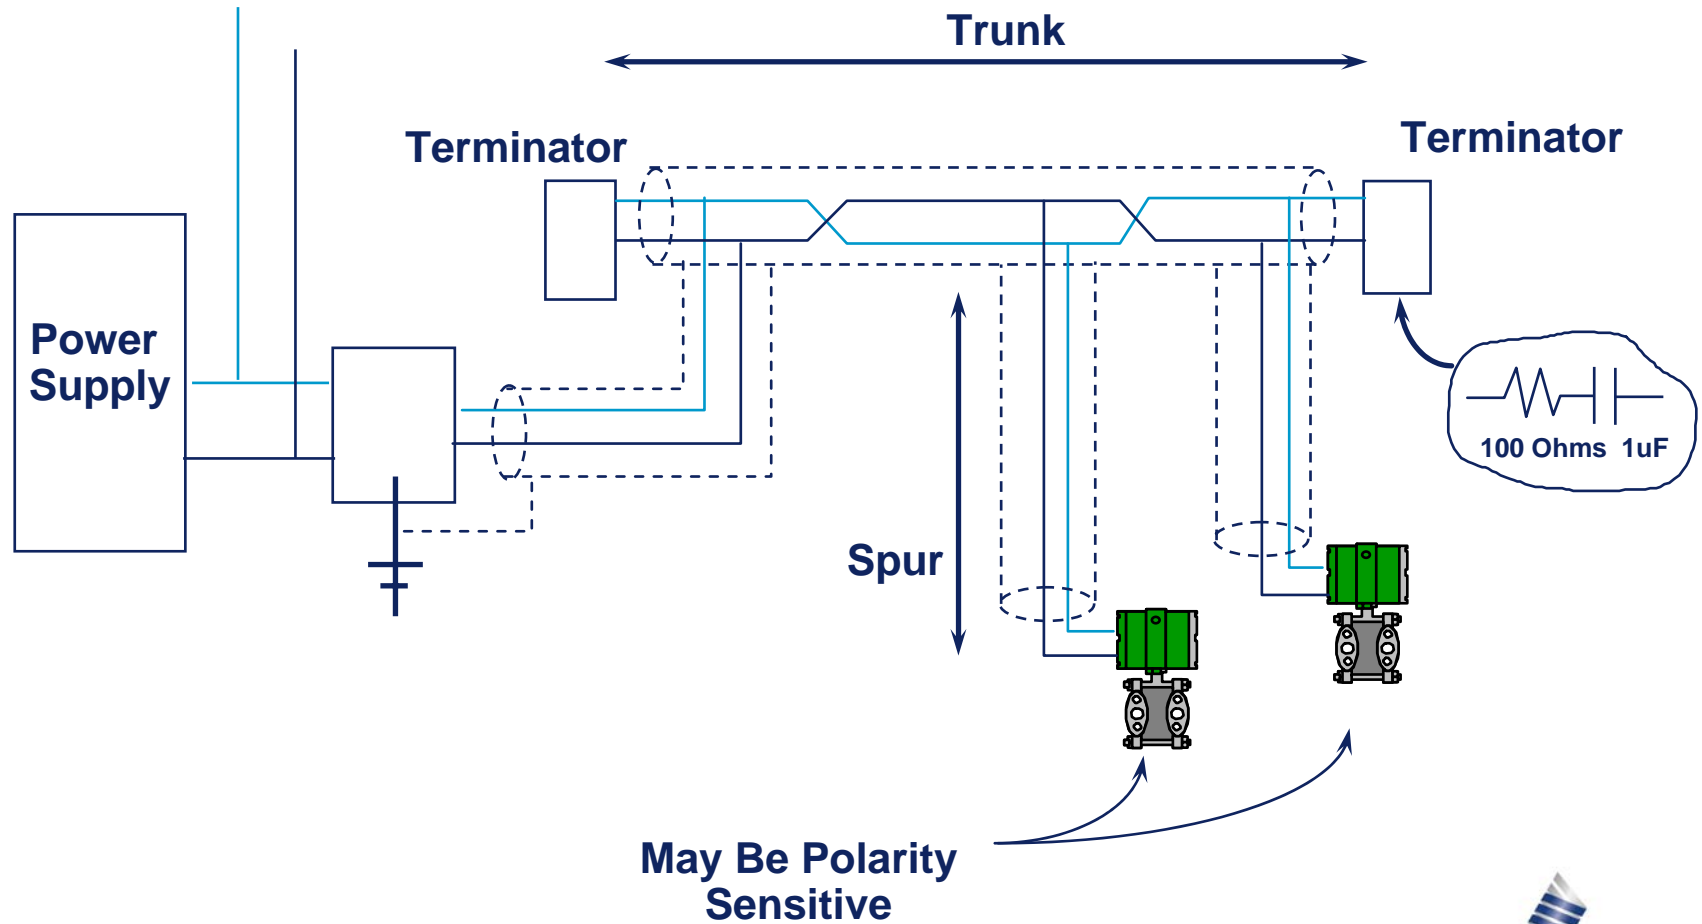 Trunk
Terminator
Terminator
Power
Supply
100 Ohms 1uF
Spur
May Be Polarity
Sensitive